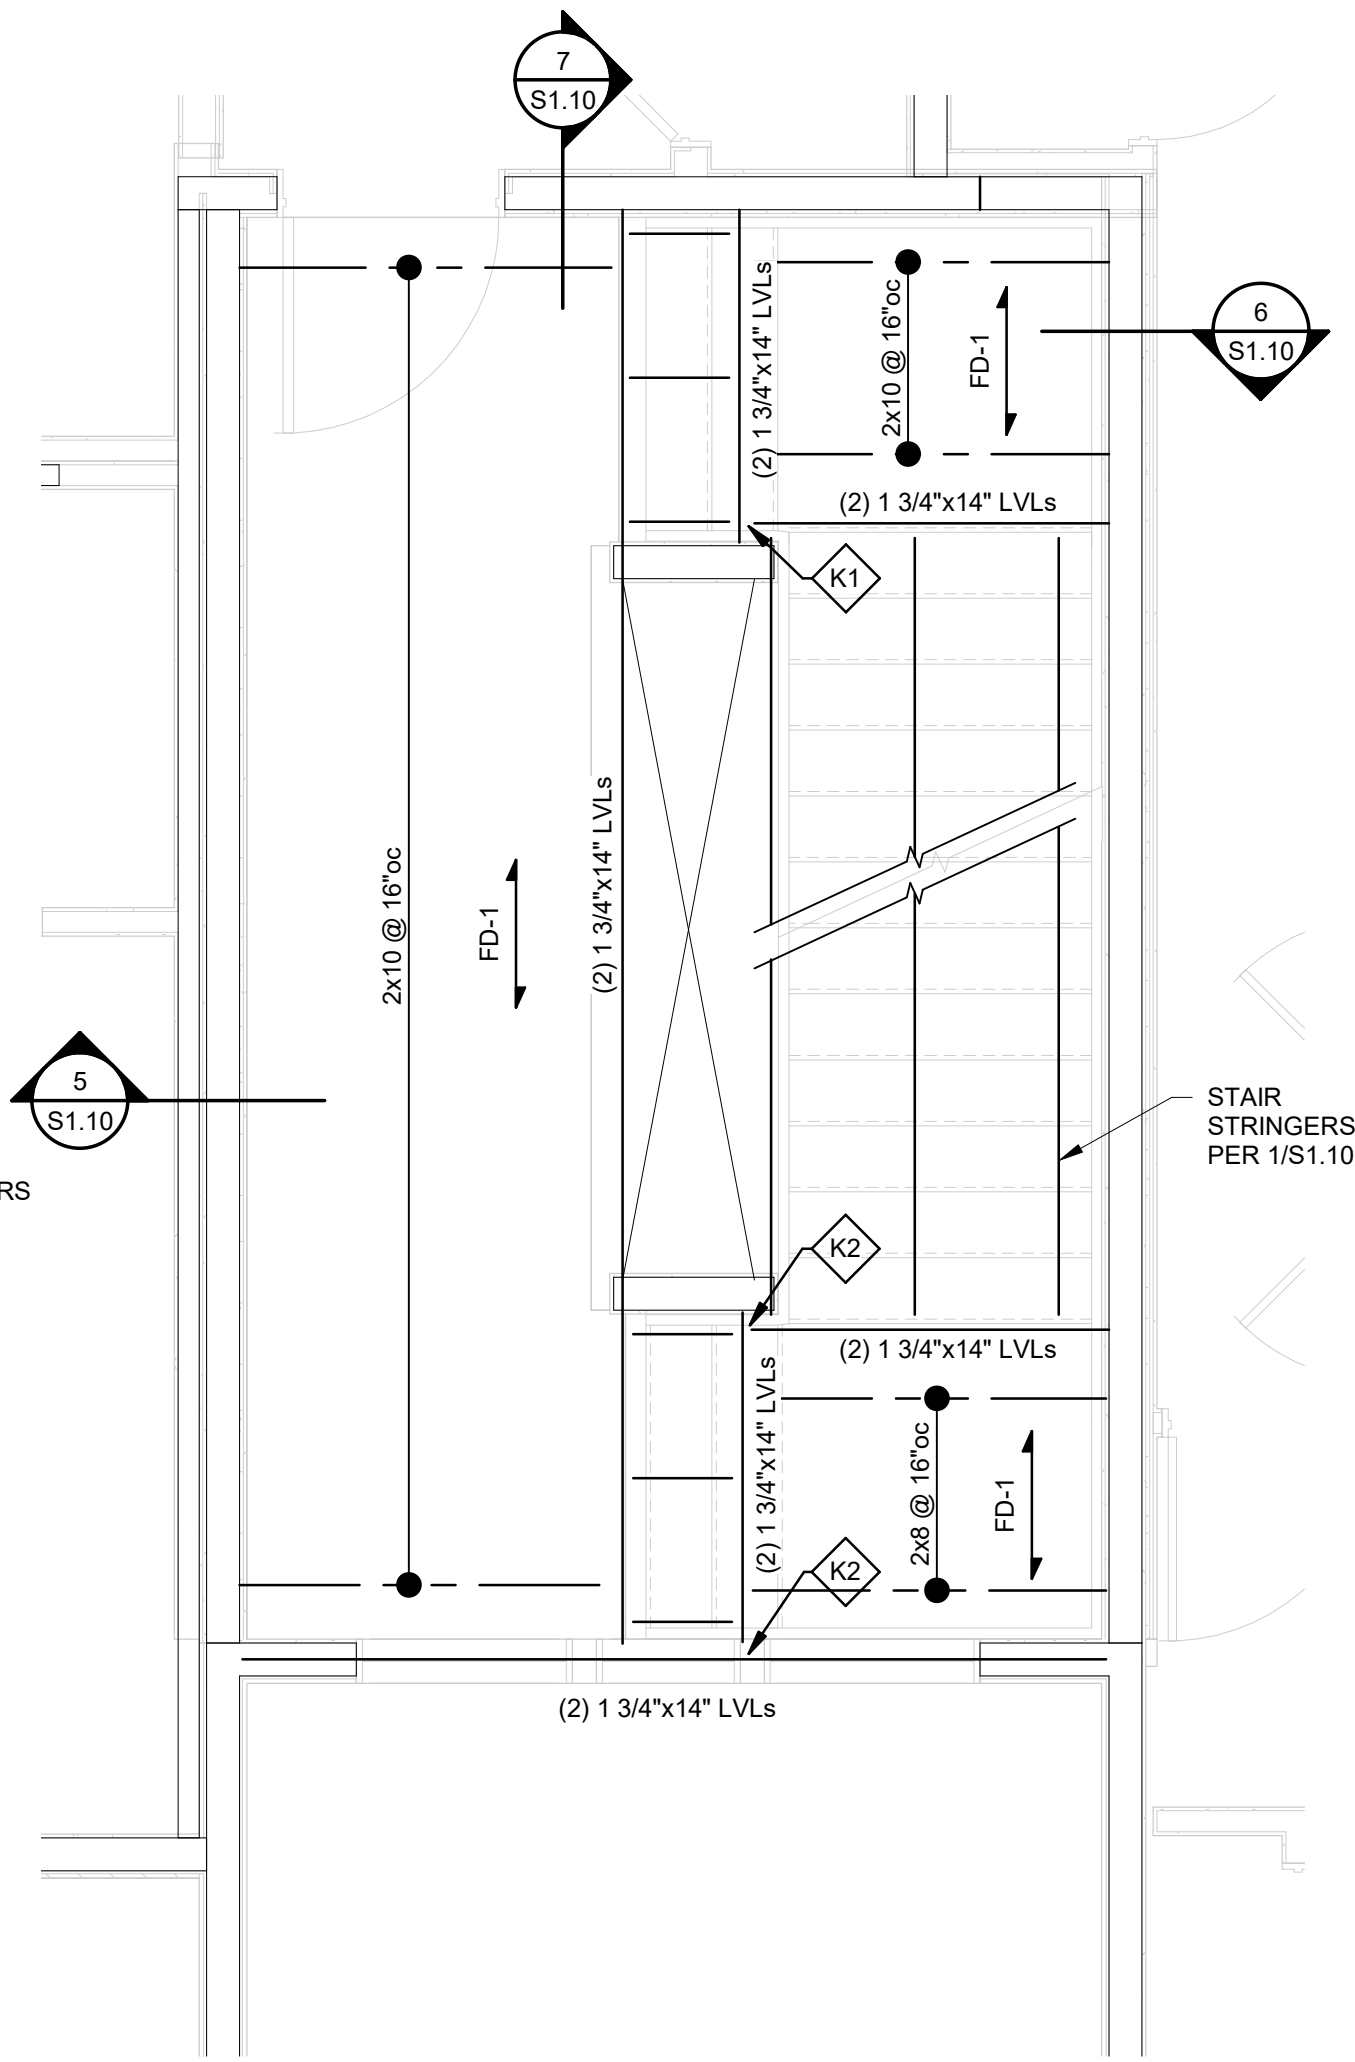 7
S1.10
(2) 1 3/4"x14" LVLs
2x10 @ 16"oc
FD-1
6
S1.10
(2) 1 3/4"x14" LVLs
K1
(2) 1 3/4"x14" LVLs
2x10 @ 16"oc
FD-1
5
S1.10
STAIR
STRINGERS
PER 1/S1.10
RS
K2
(2) 1 3/4"x14" LVLs
(2) 1 3/4"x14" LVLs
2x8 @ 16"oc
FD-1
K2
(2) 1 3/4"x14" LVLs